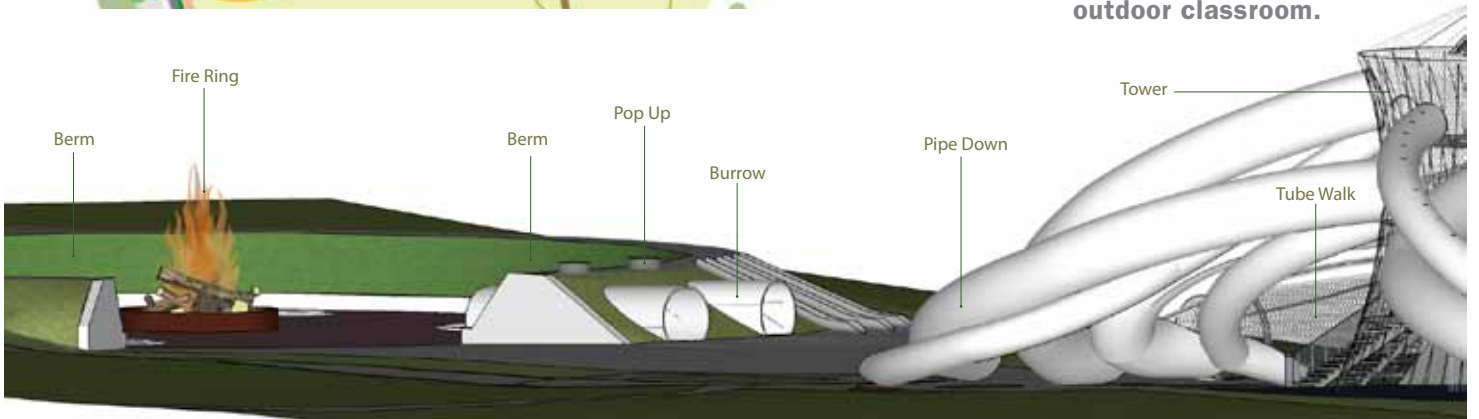 outdoor classroom.
Fire Ring
Tower
Pop Up
Berm
Berm
Pipe Down
Burrow
Tube Walk